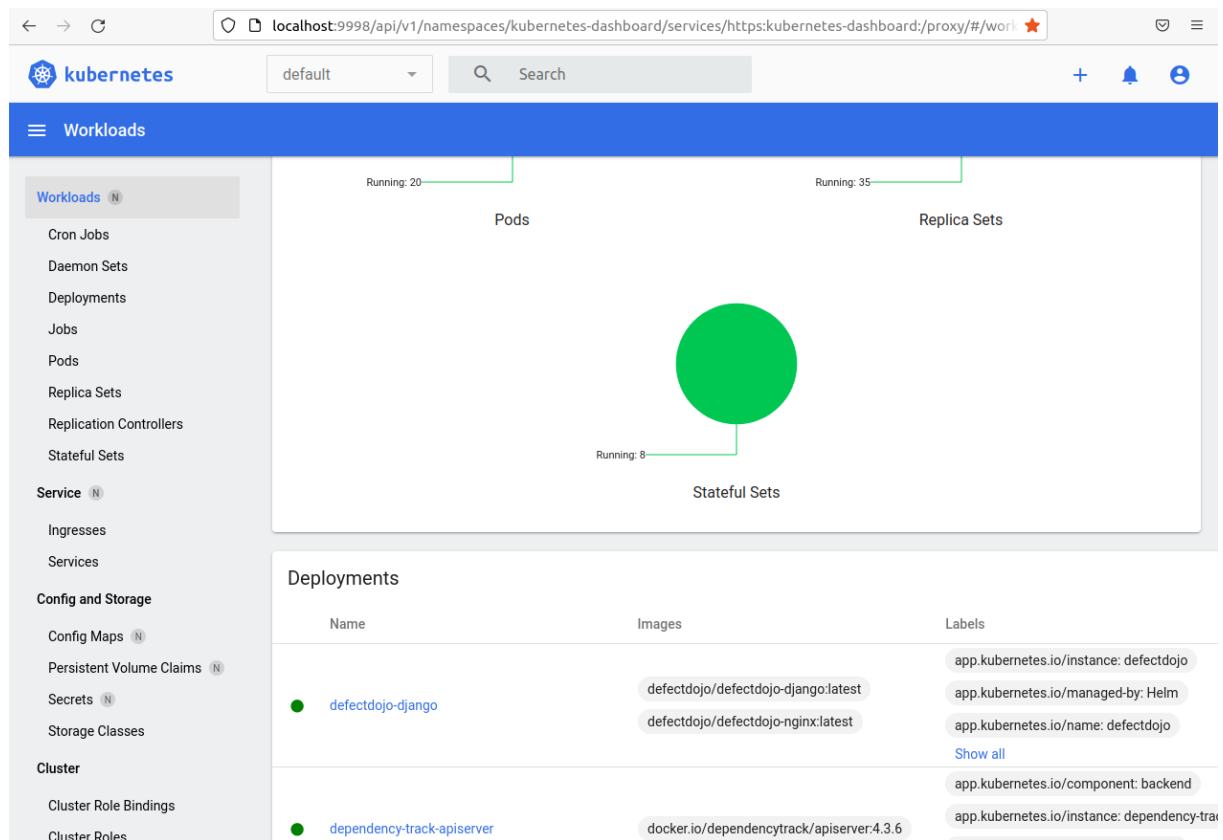 localhost:9998/api/v1/namespaces/kubernetes-dashboard/services/https:kubernetes-dashboard:/proxy/#/work
kubernetes
default
Search
Workloads
Workloads N
Cron Jobs
Daemon Sets
Deployments
Jobs
Pods
Replica Sets
Replication Controllers
Stateful Sets
Service N
Ingresses
Services
Config and Storage
Config Maps N
Persistent Volume Claims N
Secrets N
Storage Classes
Cluster
Cluster Role Bindings
Cluster Roles
Running: 20
Pods
Running: 35
Replica Sets
Running: 8
Stateful Sets
Deployments
Name Images Labels
defectdojo-django
defectdojo/defectdojo-django:latest
defectdojo/defectdojo-nginx:latest
app.kubernetes.io/instance: defectdojo
app.kubernetes.io/managed-by: Helm
app.kubernetes.io/name: defectdojo
Show all
dependency-track-apiserver
docker.io/dependencytrack/apiserver:4.3.6
app.kubernetes.io/component: backend
app.kubernetes.io/instance: dependency-trac